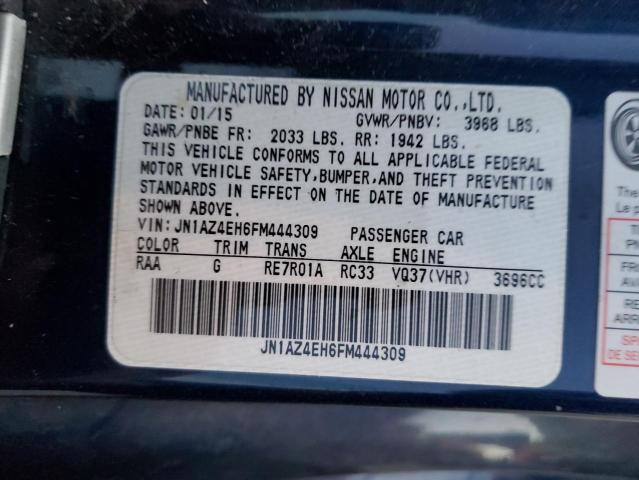 MANUFACTURED BY NISSAN MOTOR CO.,LTD.
DATE: 01/15 GVWR/PNBV: 3968 LBS.
GAWR/PNBE FR: 2033 LBS. RR: 1942 LBS.
THIS VEHICLE CONFORMS TO ALL APPLICABLE FEDERAL
MOTOR VEHICLE SAFETY,BUMPER,AND THEFT PREVENTION
STANDARDS IN EFFECT ON THE DATE OF MANUFACTURE
SHOWN ABOVE.
VIN: JN1AZ4EH6FM444309 PASSENGER CAR
COLOR TRIM TRANS AXLE ENGINE
RAA G RE7R01A RC33 VQ37(VHR) 3696CC
JN1AZ4EH6FM444309
The
Le